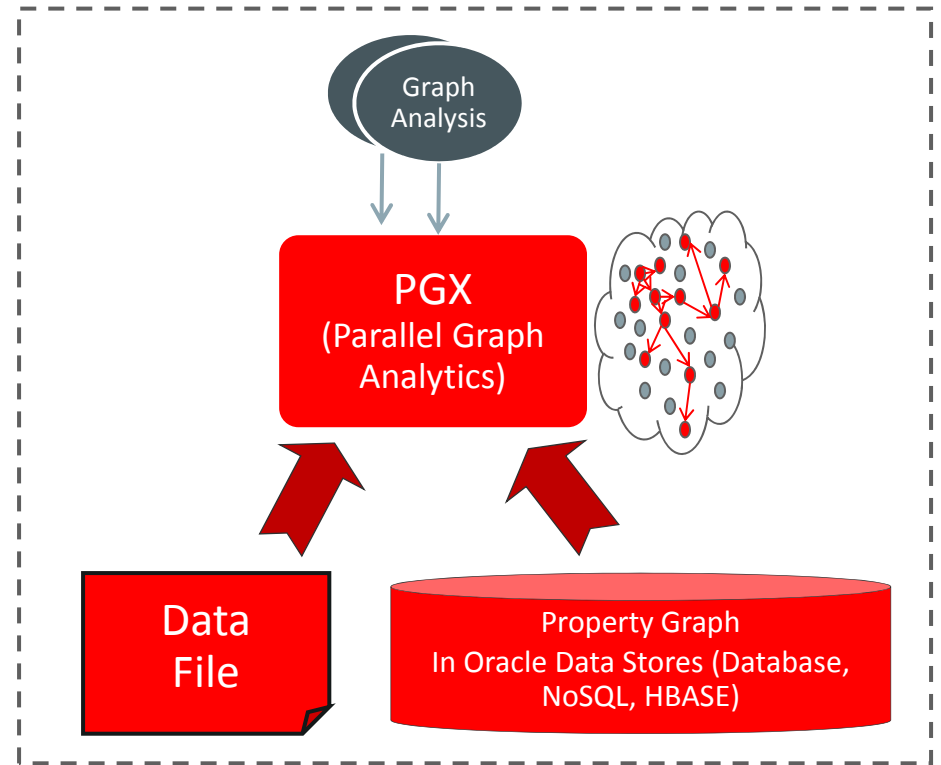 Graph
Analysis
PGX
(Parallel Graph
Analytics)
Data
File
Property Graph
In Oracle Data Stores (Database,
NoSQL, HBASE)